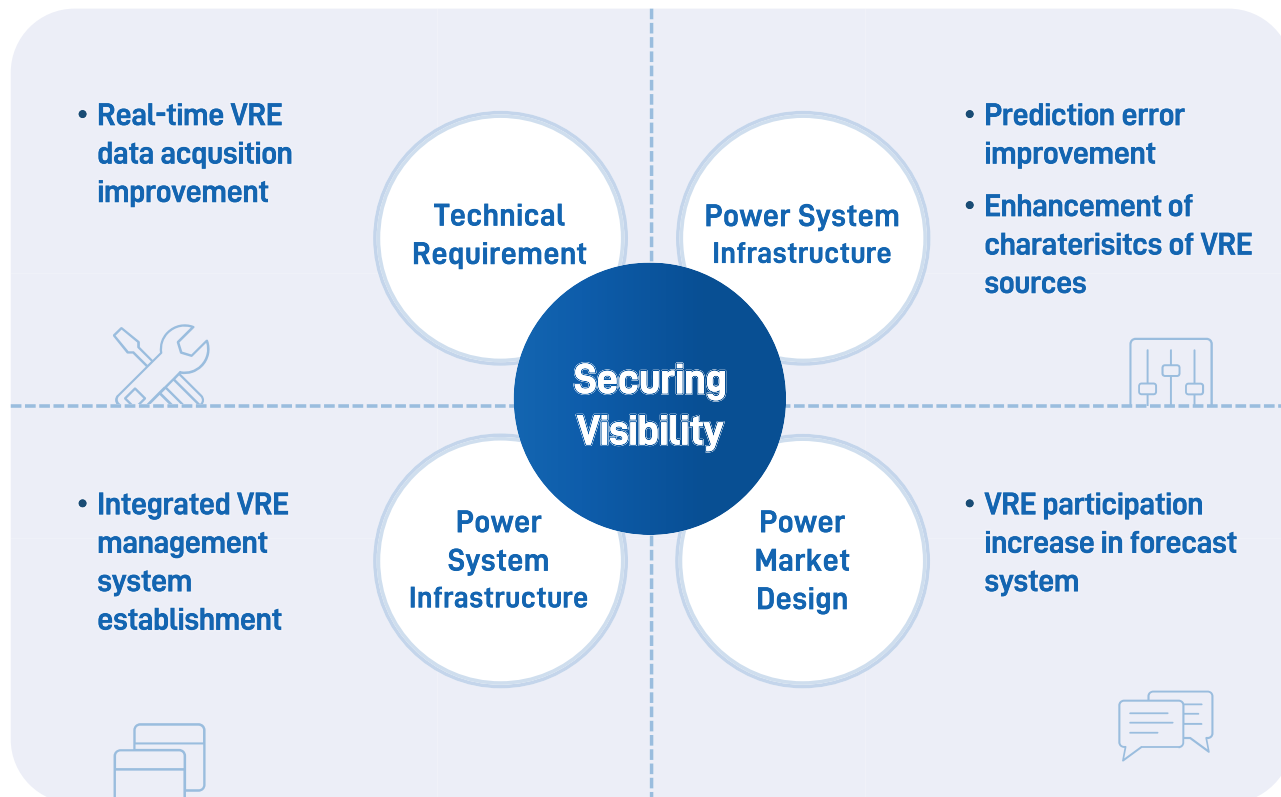 • Real-time VRE
data acqusition
improvement
Technical
Requirement
Power System
Infrastructure
• Prediction error
improvement
• Enhancement of
charaterisitcs of VRE
sources
Securing
Visibility
• Integrated VRE
management
system
establishment
Power
System
Infrastructure
Power
Market
Design
• VRE participation
increase in forecast
system